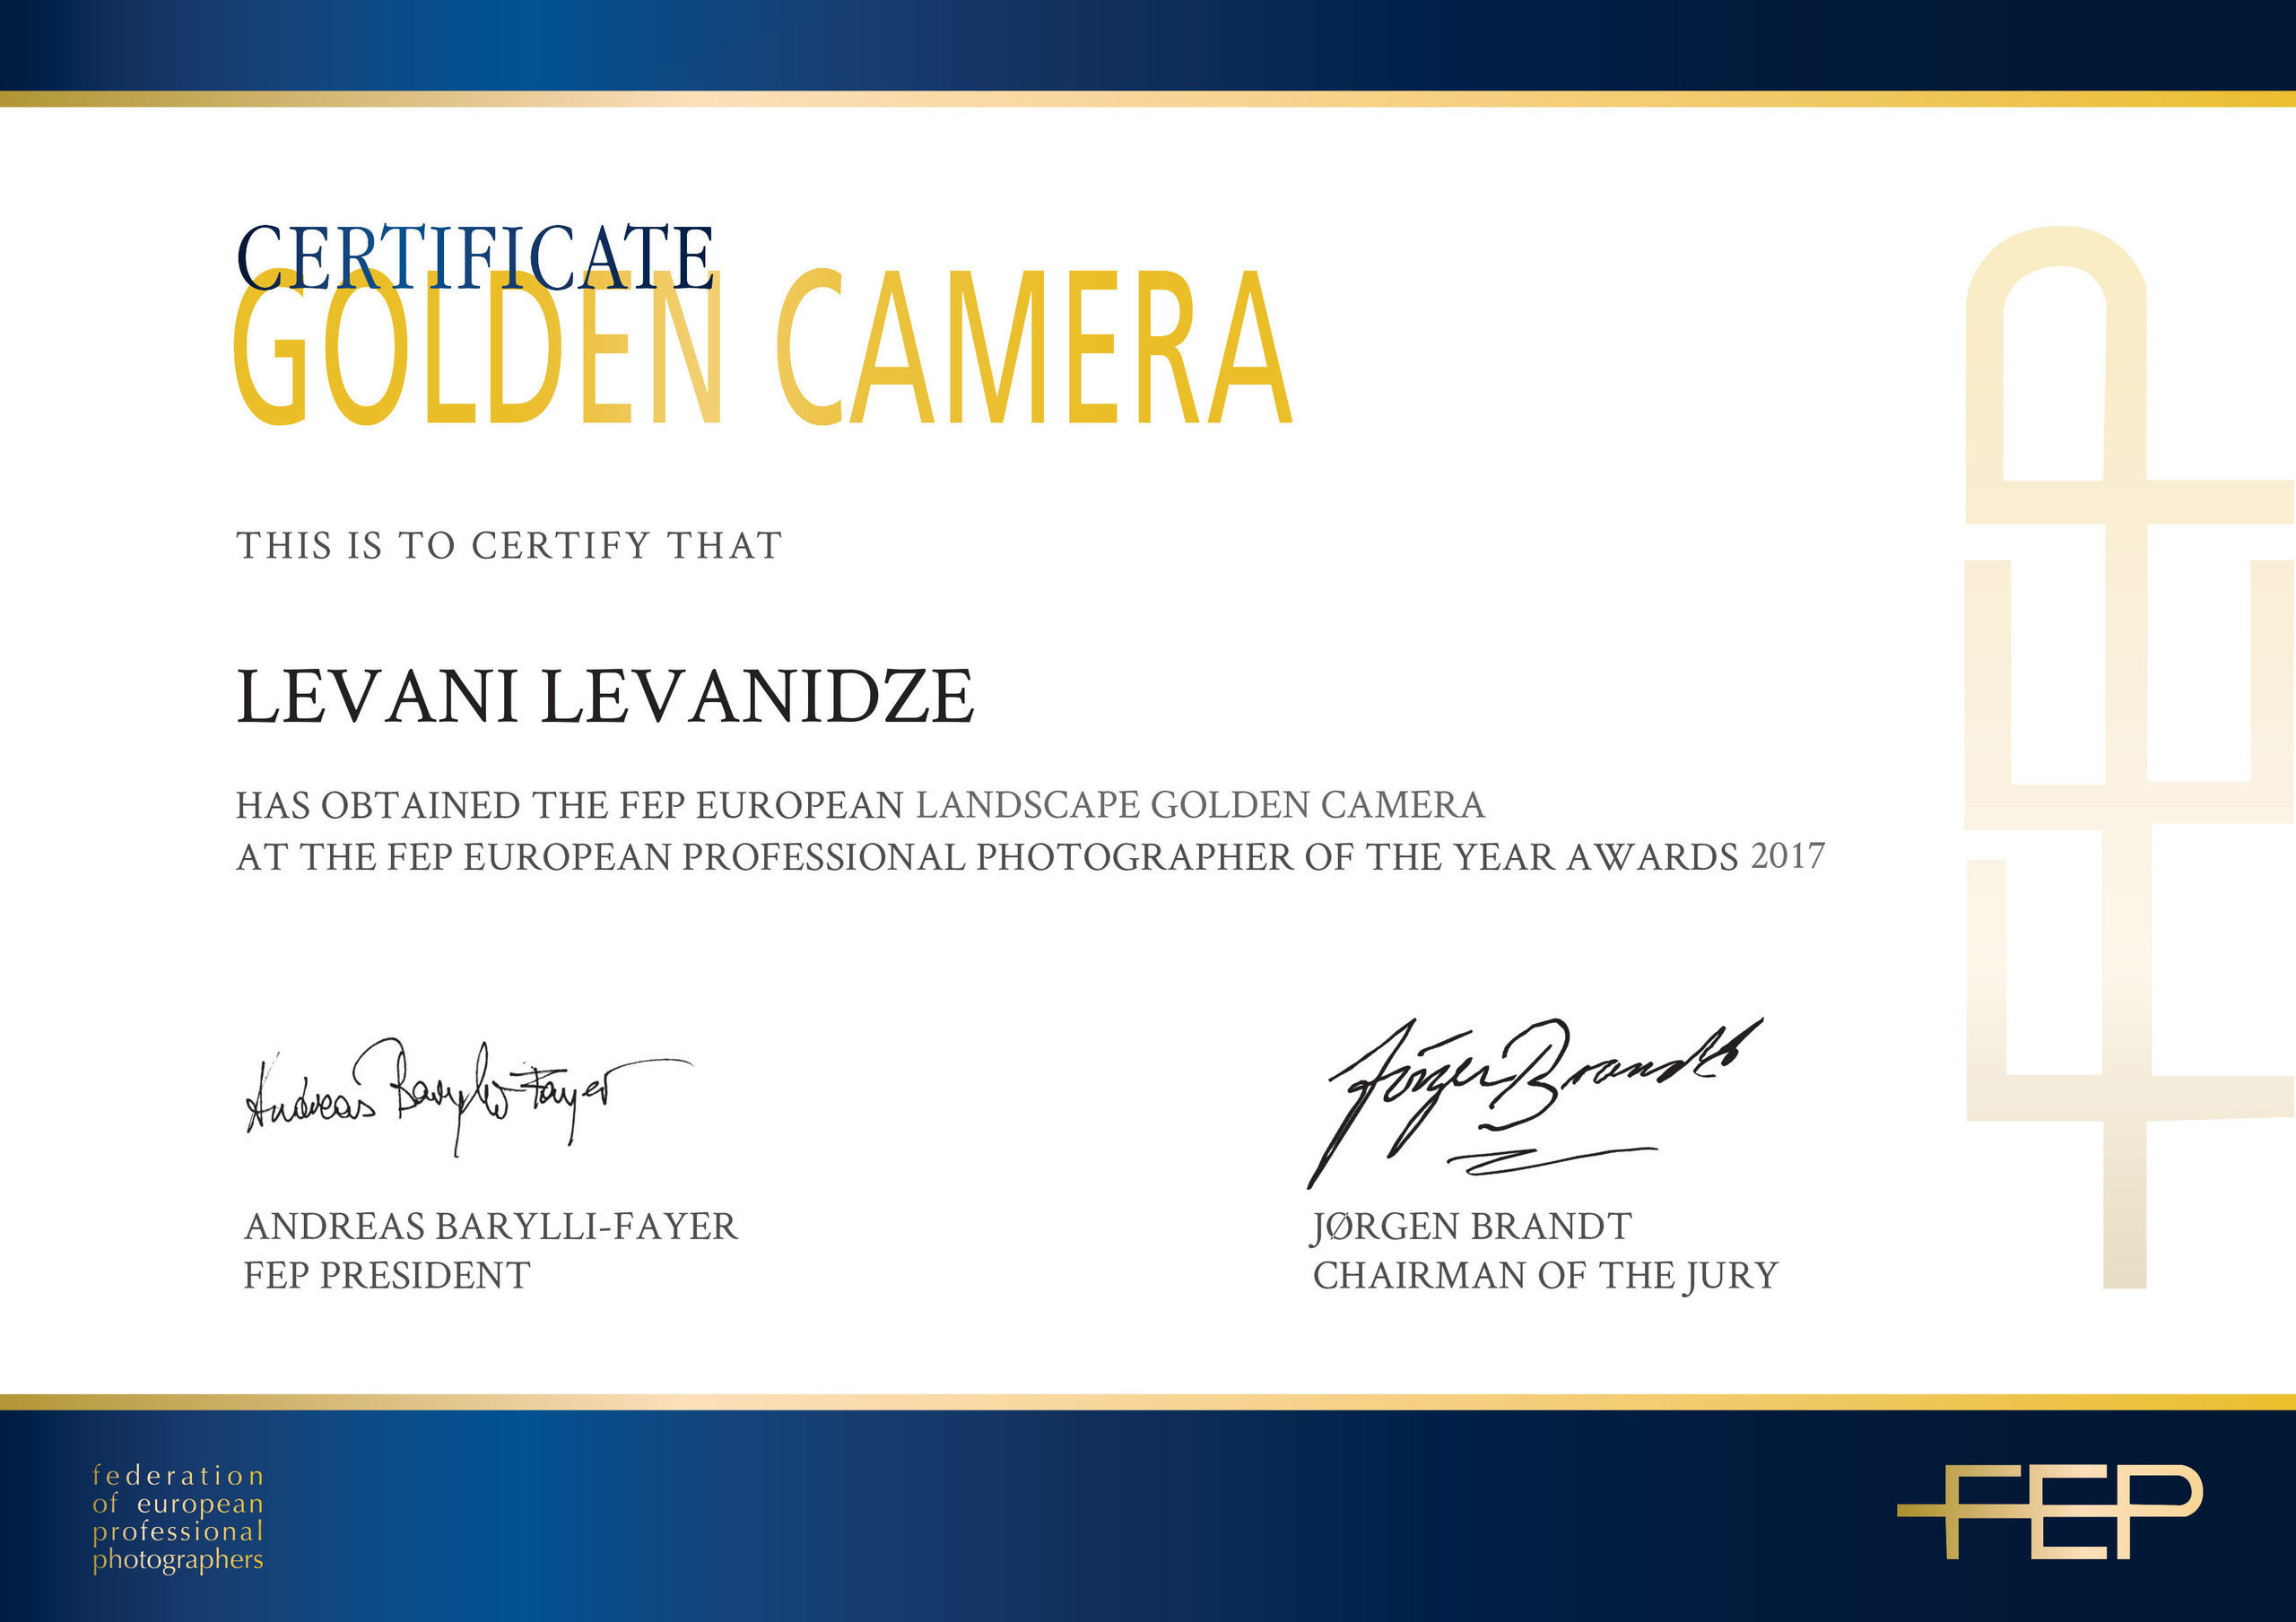 CERTIFICATE
GOLDEN CAMERA
THIS IS TO CERTIFY THAT
LEVANI LEVANIDZE
HAS OBTAINED THE FEP EUROPEAN LANDSCAPE GOLDEN CAMERA
AT THE FEP EUROPEAN PROFESSIONAL PHOTOGRAPHER OF THE YEAR AWARDS 2017
Andreas Barylli-Fayer
Jørgen Brandt
ANDREAS BARYLLI-FAYER
FEP PRESIDENT
JØRGEN BRANDT
CHAIRMAN OF THE JURY
federation
of european
professional
photographers
FEP